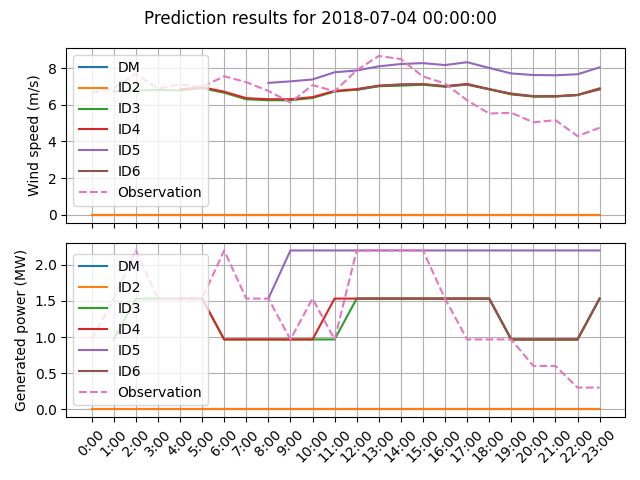 Prediction results for 2018-07-04 00:00:00
Wind speed (m/s)
8
6
4
2
0
DM
ID2
ID3
ID4
ID5
ID6
Observation
Generated power (MW)
2.0
1.5
1.0
0.5
0.0
DM
ID2
ID3
ID4
ID5
ID6
Observation
0:00 1:00 2:00 3:00 4:00 5:00 6:00 7:00 8:00 9:00 10:00 11:00 12:00 13:00 14:00 15:00 16:00 17:00 18:00 19:00 20:00 21:00 22:00 23:00